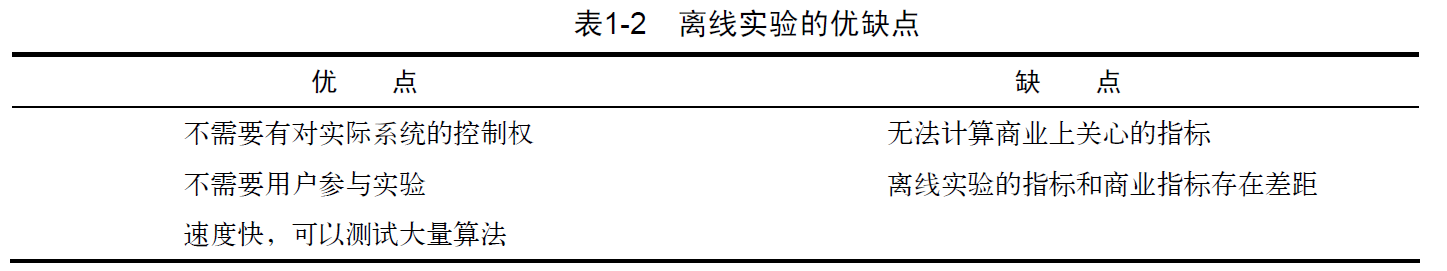 表1-2 离线实验的优缺点
优 点 缺 点
不需要有对实际系统的控制权 无法计算商业上关心的指标
不需要用户参与实验 离线实验的指标和商业指标存在差距
速度快，可以测试大量算法